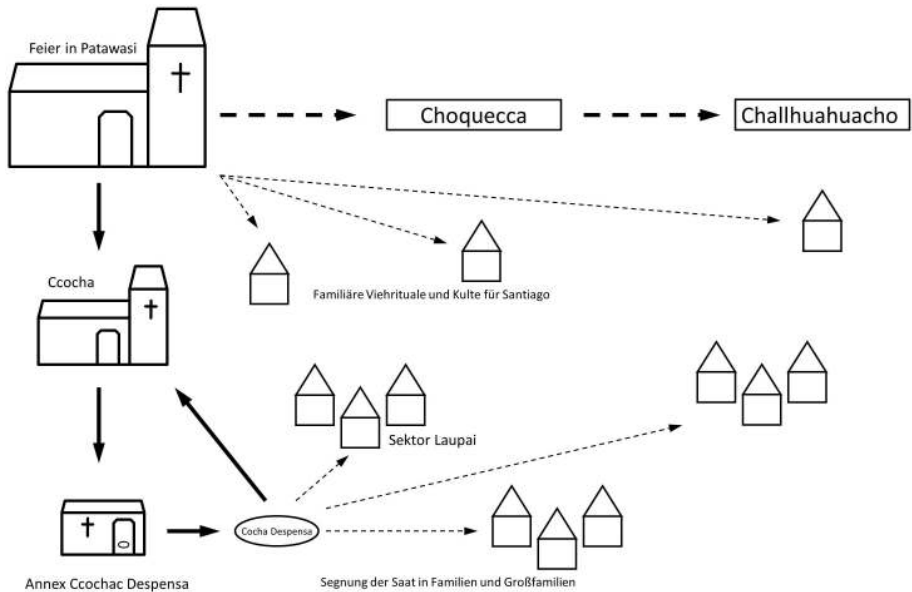 Feier in Patawasi
Choquecca
Challhuahuacho
Ccocha
Familiäre Viehrituale und Kulte für Santiago
Sektor Laupai
Cocha Despensa
Annex Ccochac Despensa
Segnung der Saat in Familien und Großfamilien